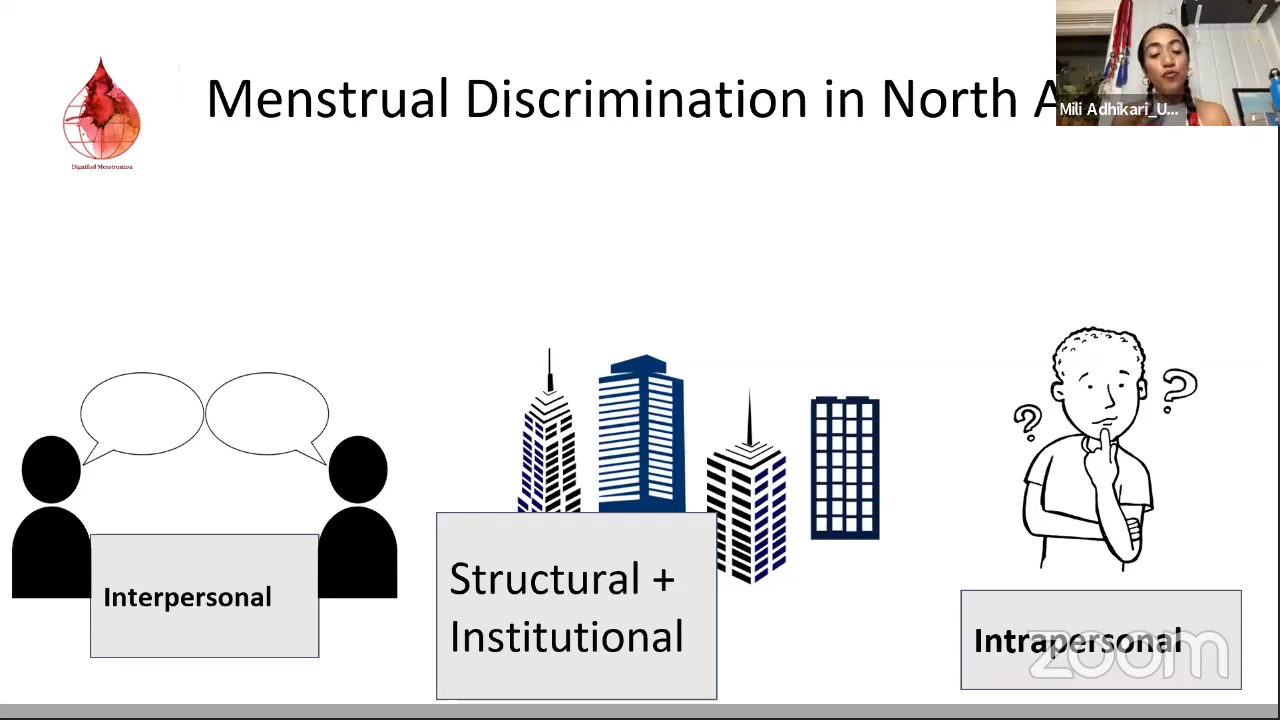 Menstrual Discrimination in North A
Mili Adhikari_U...
Dignified Menstruation
Interpersonal
Structural +
Institutional
Intrapersonal
zoom